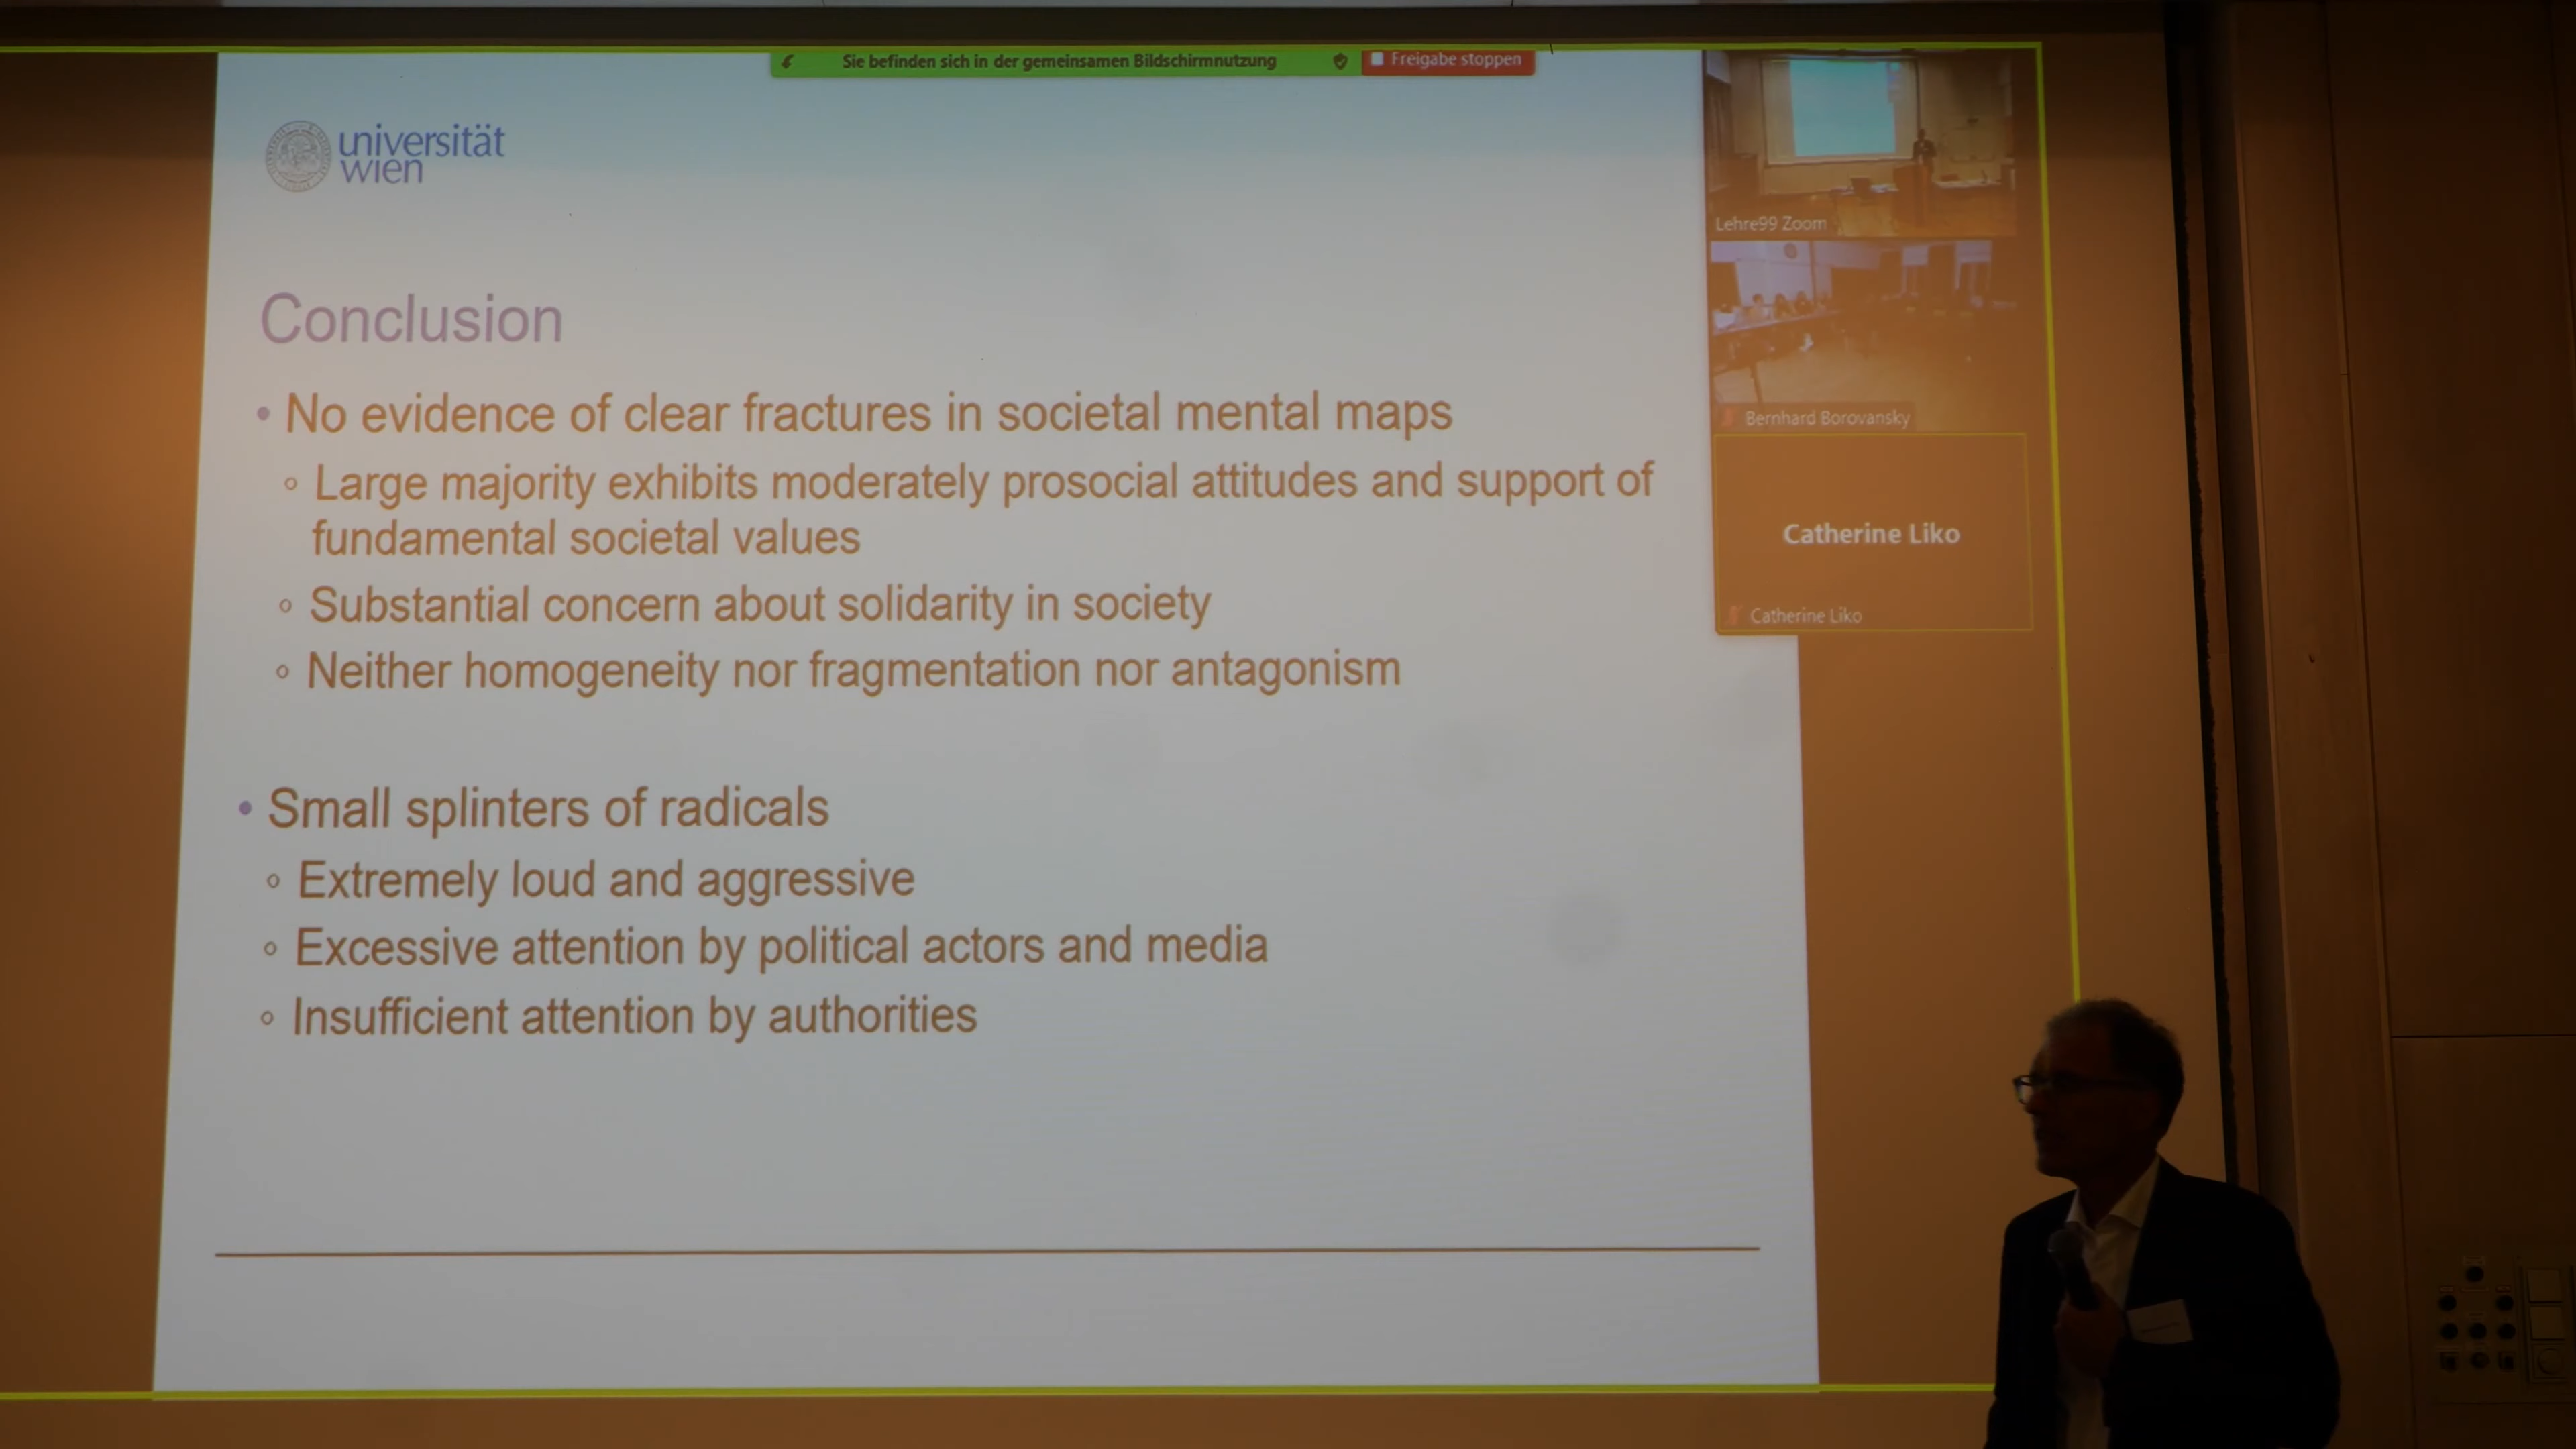 Sie befinden sich in der gemeinsamen Bildschirmnutzung
Freigabe stoppen
universität
wien
Conclusion
• No evidence of clear fractures in societal mental maps
◦ Large majority exhibits moderately prosocial attitudes and support of
fundamental societal values
◦ Substantial concern about solidarity in society
◦ Neither homogeneity nor fragmentation nor antagonism
• Small splinters of radicals
◦ Extremely loud and aggressive
◦ Excessive attention by political actors and media
◦ Insufficient attention by authorities
Lehre99 Zoom
Bernhard Borovansky
Catherine Liko
Catherine Liko